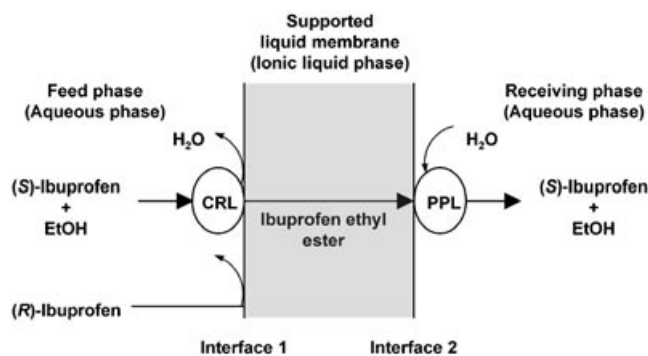 Supported
liquid membrane
(Ionic liquid phase)
Feed phase
(Aqueous phase)
Receiving phase
(Aqueous phase)
H₂O
H₂O
(S)-Ibuprofen
+
EtOH
CRL
Ibuprofen ethyl
ester
PPL
(S)-Ibuprofen
+
EtOH
(R)-Ibuprofen
Interface 1
Interface 2